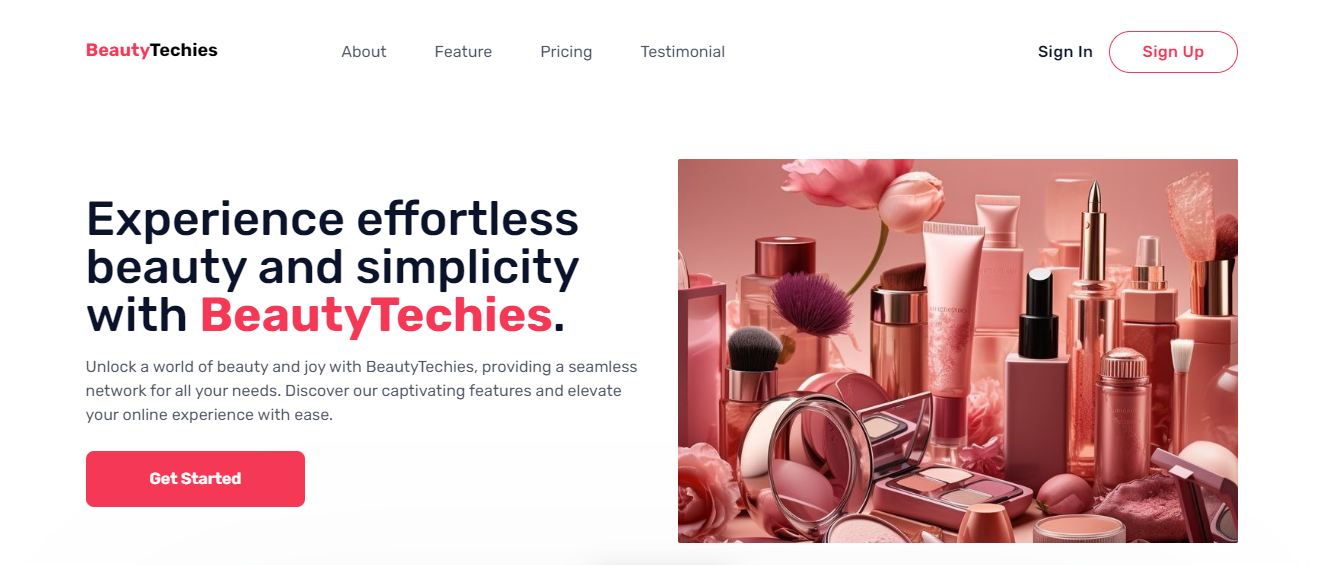 BeautyTechies
About
Feature
Pricing
Testimonial
Sign In
Sign Up
Experience effortless
beauty and simplicity
with BeautyTechies.
Unlock a world of beauty and joy with BeautyTechies, providing a seamless
network for all your needs. Discover our captivating features and elevate
your online experience with ease.
Get Started